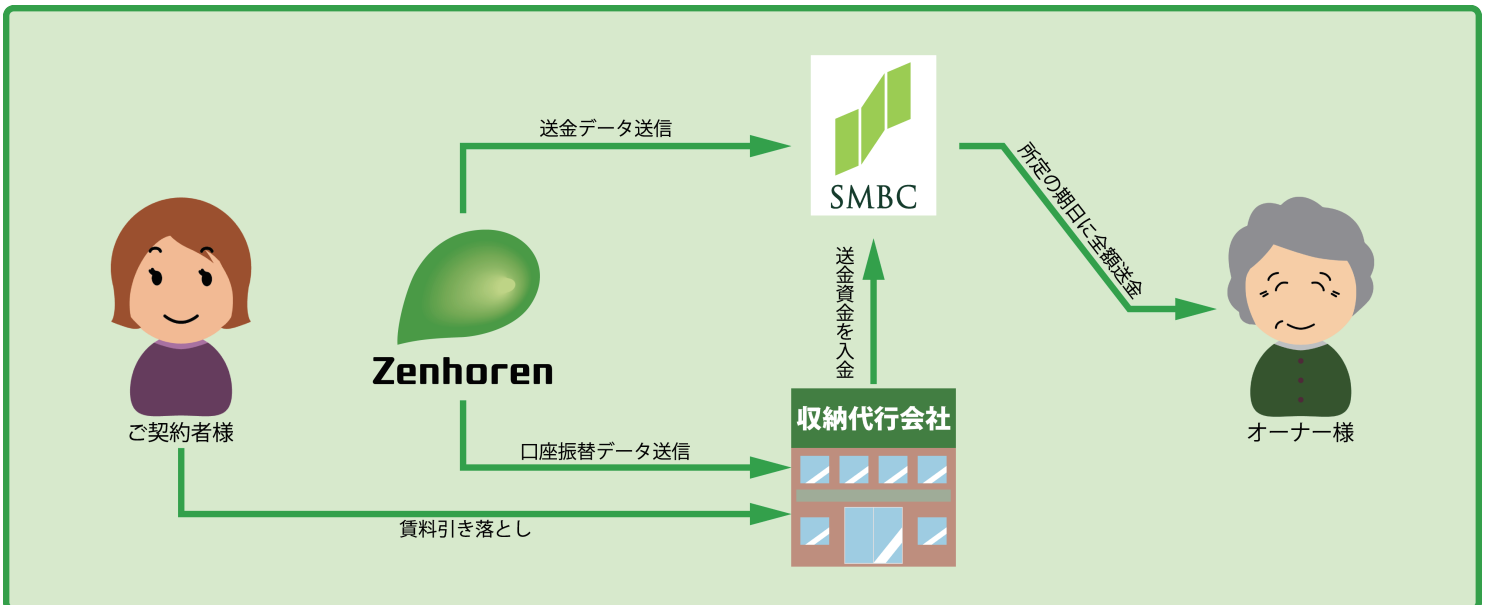 送金データ送信
SMBC
所定の期日に全額送金
送金資金を入金
Zenhoren
収納代行会社
ご契約者様
オーナー様
口座振替データ送信
賃料引き落とし